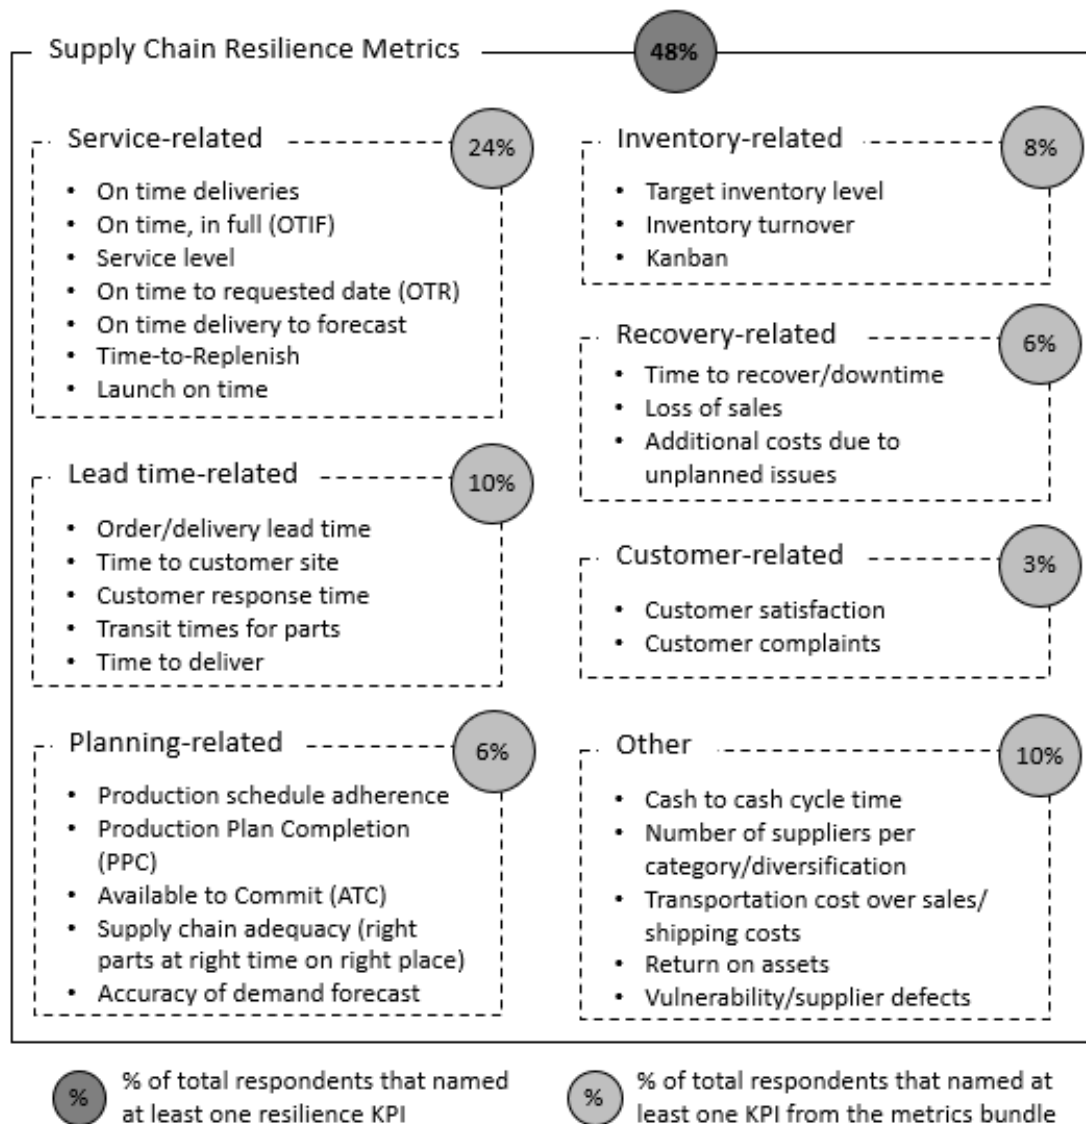 Supply Chain Resilience Metrics
48%
Service-related
24%
• On time deliveries
• On time, in full (OTIF)
• Service level
• On time to requested date (OTR)
• On time delivery to forecast
• Time-to-Replenish
• Launch on time
Lead time-related
10%
• Order/delivery lead time
• Time to customer site
• Customer response time
• Transit times for parts
• Time to deliver
Planning-related
6%
• Production schedule adherence
• Production Plan Completion
(PPC)
• Available to Commit (ATC)
• Supply chain adequacy (right
parts at right time on right place)
• Accuracy of demand forecast
Inventory-related
8%
• Target inventory level
• Inventory turnover
• Kanban
Recovery-related
6%
• Time to recover/downtime
• Loss of sales
• Additional costs due to
unplanned issues
Customer-related
3%
• Customer satisfaction
• Customer complaints
Other
10%
• Cash to cash cycle time
• Number of suppliers per
category/diversification
• Transportation cost over sales/
shipping costs
• Return on assets
• Vulnerability/supplier defects
%
% of total respondents that named
at least one resilience KPI
%
% of total respondents that named at
least one KPI from the metrics bundle